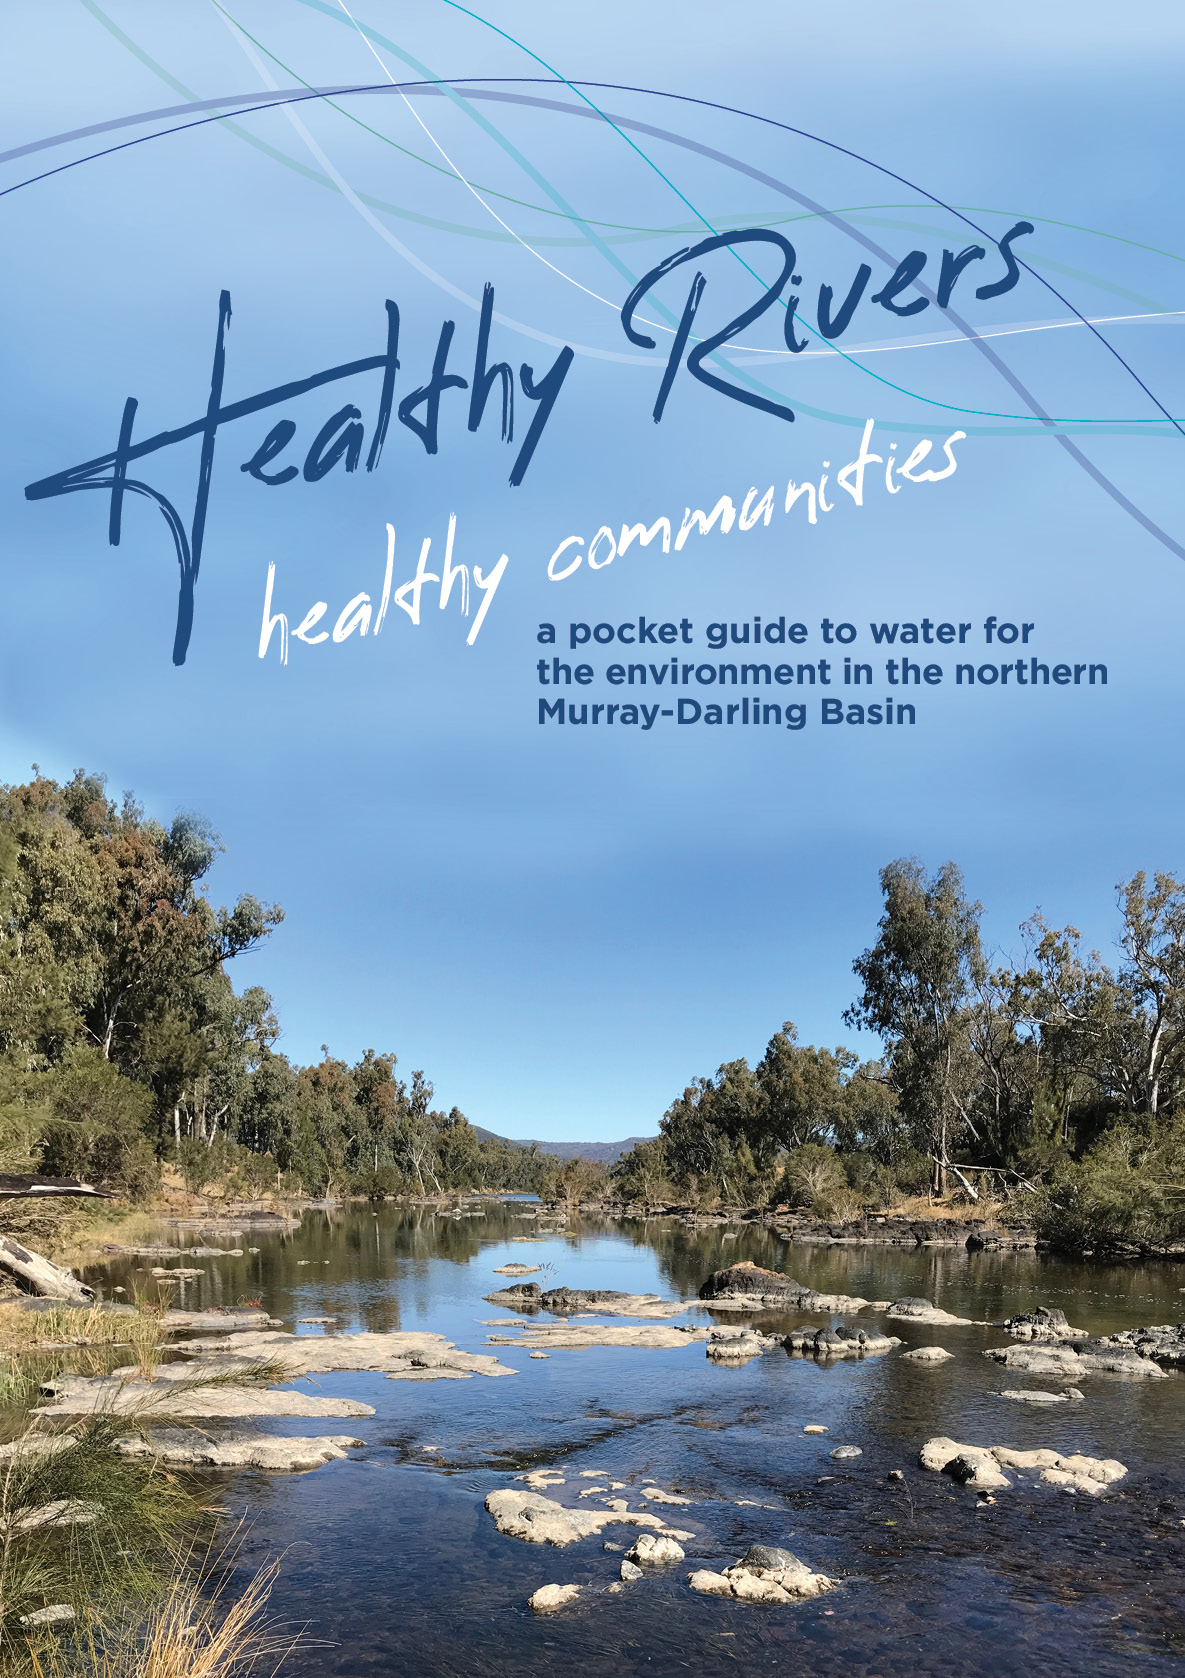 Healthy Rivers
healthy communities
a pocket guide to water for
the environment in the northern
Murray-Darling Basin